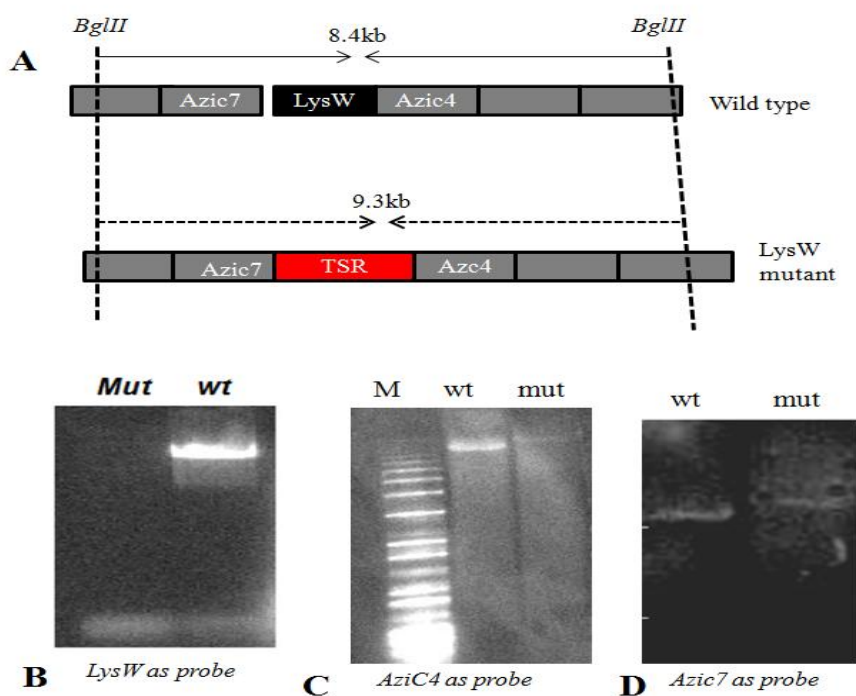 BglII
BglII
8.4kb
A
Azic7
LysW
Azic4
Wild type
9.3kb
Azic7
TSR
Azc4
LysW
mutant
Mut wt
M wt mut
wt mut
B
LysW as probe
C
AziC4 as probe
D
Azic7 as probe